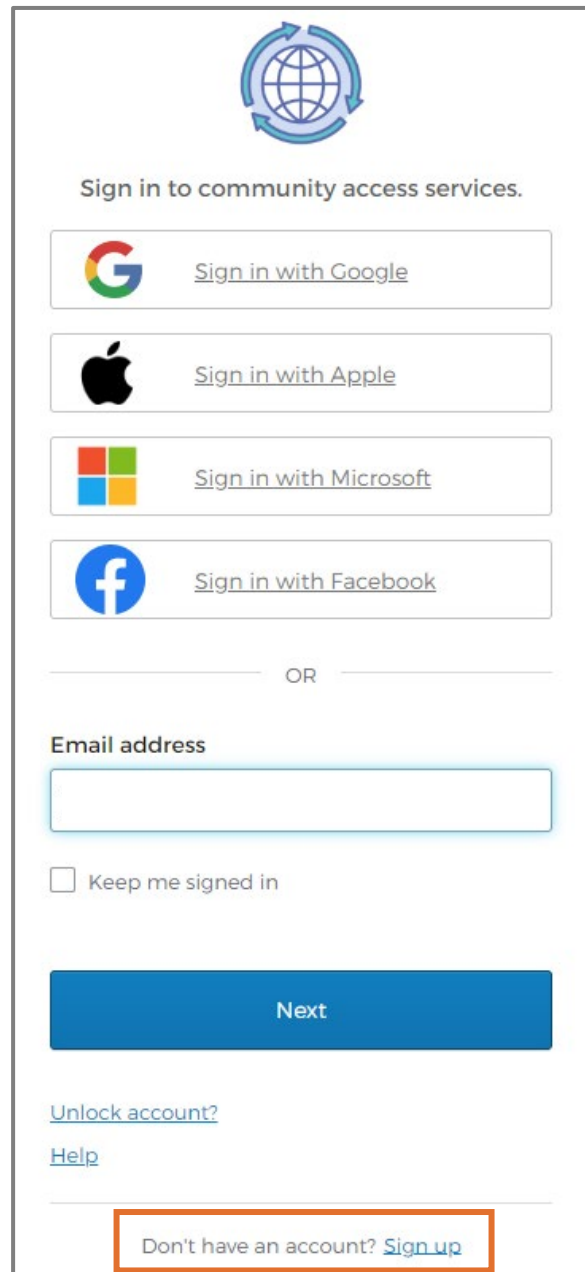 Sign in to community access services.
Sign in with Google
Sign in with Apple
Sign in with Microsoft
Sign in with Facebook
OR
Email address
Keep me signed in
Next
Unlock account?
Help
Don't have an account? Sign up